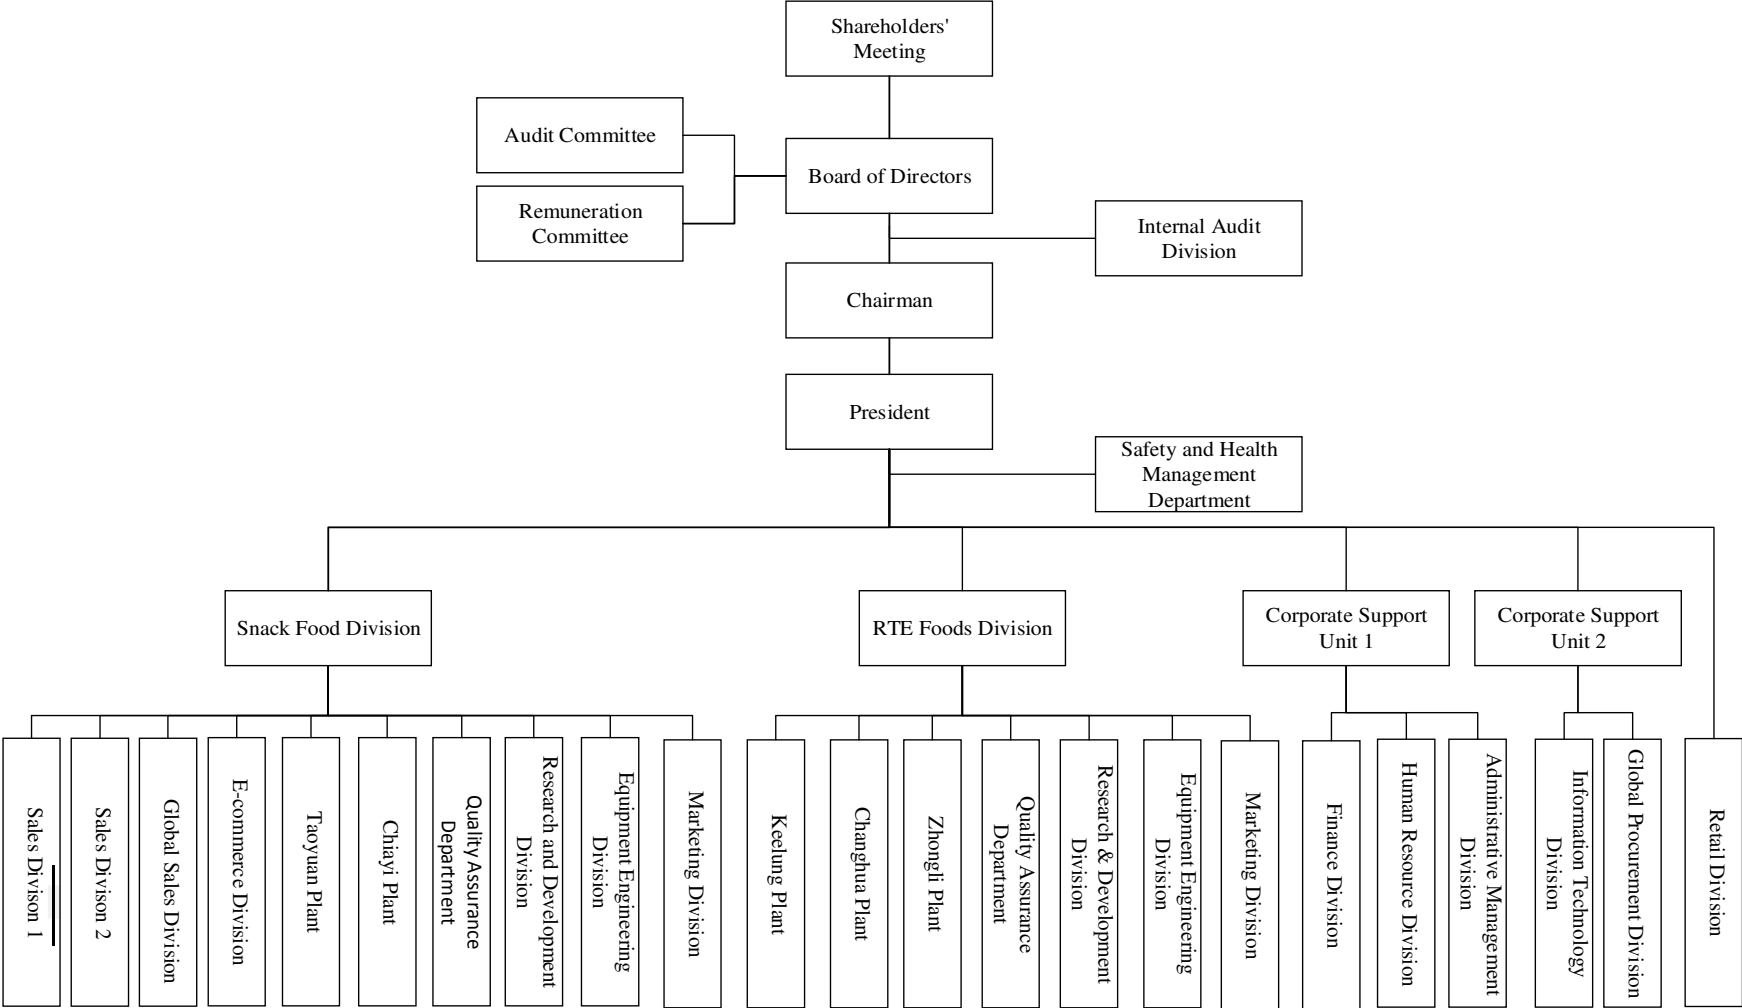 Shareholders'
Meeting
Audit Committee
Board of Directors
Remuneration
Committee
Internal Audit
Division
Chairman
President
Safety and Health
Management
Department
Snack Food Division
RTE Foods Division
Corporate Support
Unit 1
Corporate Support
Unit 2
Sales Divison 1
Sales Divison 2
Global Sales Division
E-commerce Division
Taoyuan Plant
Chiayi Plant
Quality Assurance
Department
Research and Development
Division
Equipment Engineering
Division
Marketing Division
Keelung Plant
Changhua Plant
Zhongli Plant
Quality Assurance
Department
Research & Development
Division
Equipment Engineering
Division
Marketing Division
Finance Division
Human Resource Division
Administrative Management
Division
Information Technology
Division
Global Procurement Division
Retail Division